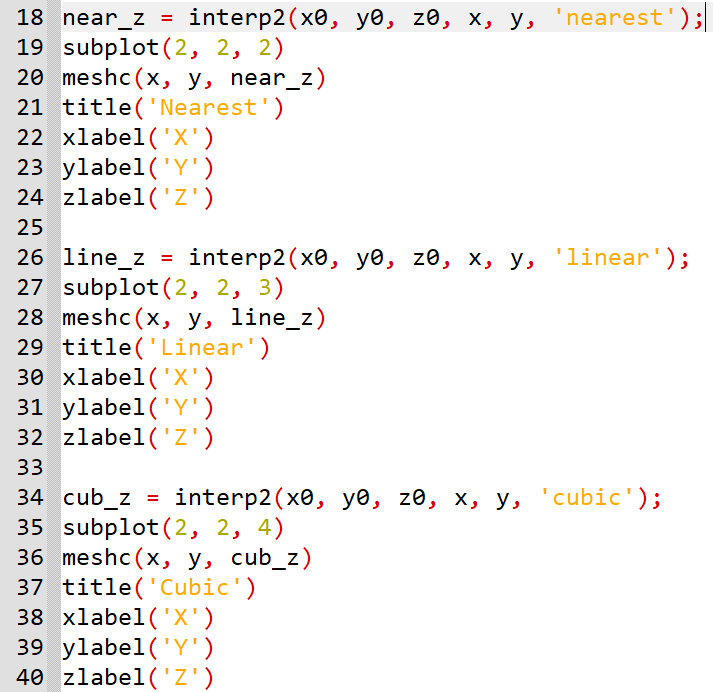 18 near_z = interp2(x0, y0, z0, x, y, 'nearest');
19 subplot(2, 2, 2)
20 meshc(x, y, near_z)
21 title('Nearest')
22 xlabel('X')
23 ylabel('Y')
24 zlabel('Z')
25
26 line_z = interp2(x0, y0, z0, x, y, 'linear');
27 subplot(2, 2, 3)
28 meshc(x, y, line_z)
29 title('Linear')
30 xlabel('X')
31 ylabel('Y')
32 zlabel('Z')
33
34 cub_z = interp2(x0, y0, z0, x, y, 'cubic');
35 subplot(2, 2, 4)
36 meshc(x, y, cub_z)
37 title('Cubic')
38 xlabel('X')
39 ylabel('Y')
40 zlabel('Z')